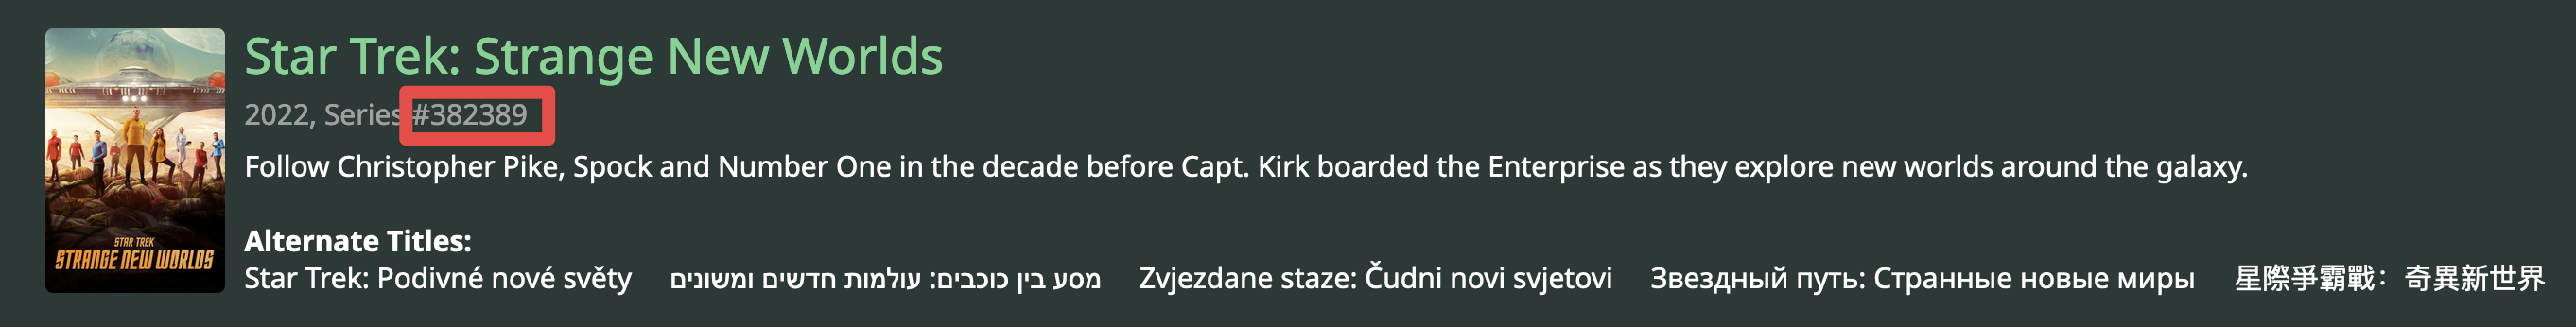 Star Trek: Strange New Worlds
2022, Series #382389
Follow Christopher Pike, Spock and Number One in the decade before Capt. Kirk boarded the Enterprise as they explore new worlds around the galaxy.
STAR TREK
STRANGE NEW WORLDS
Alternate Titles:
Star Trek: Podivné nové světy מסע בין כוכבים: עולמות חדשים ומשונים Zvjezdane staze: Čudni novi svjetovi Звездный путь: Странные новые миры 星際爭霸戰：奇異新世界